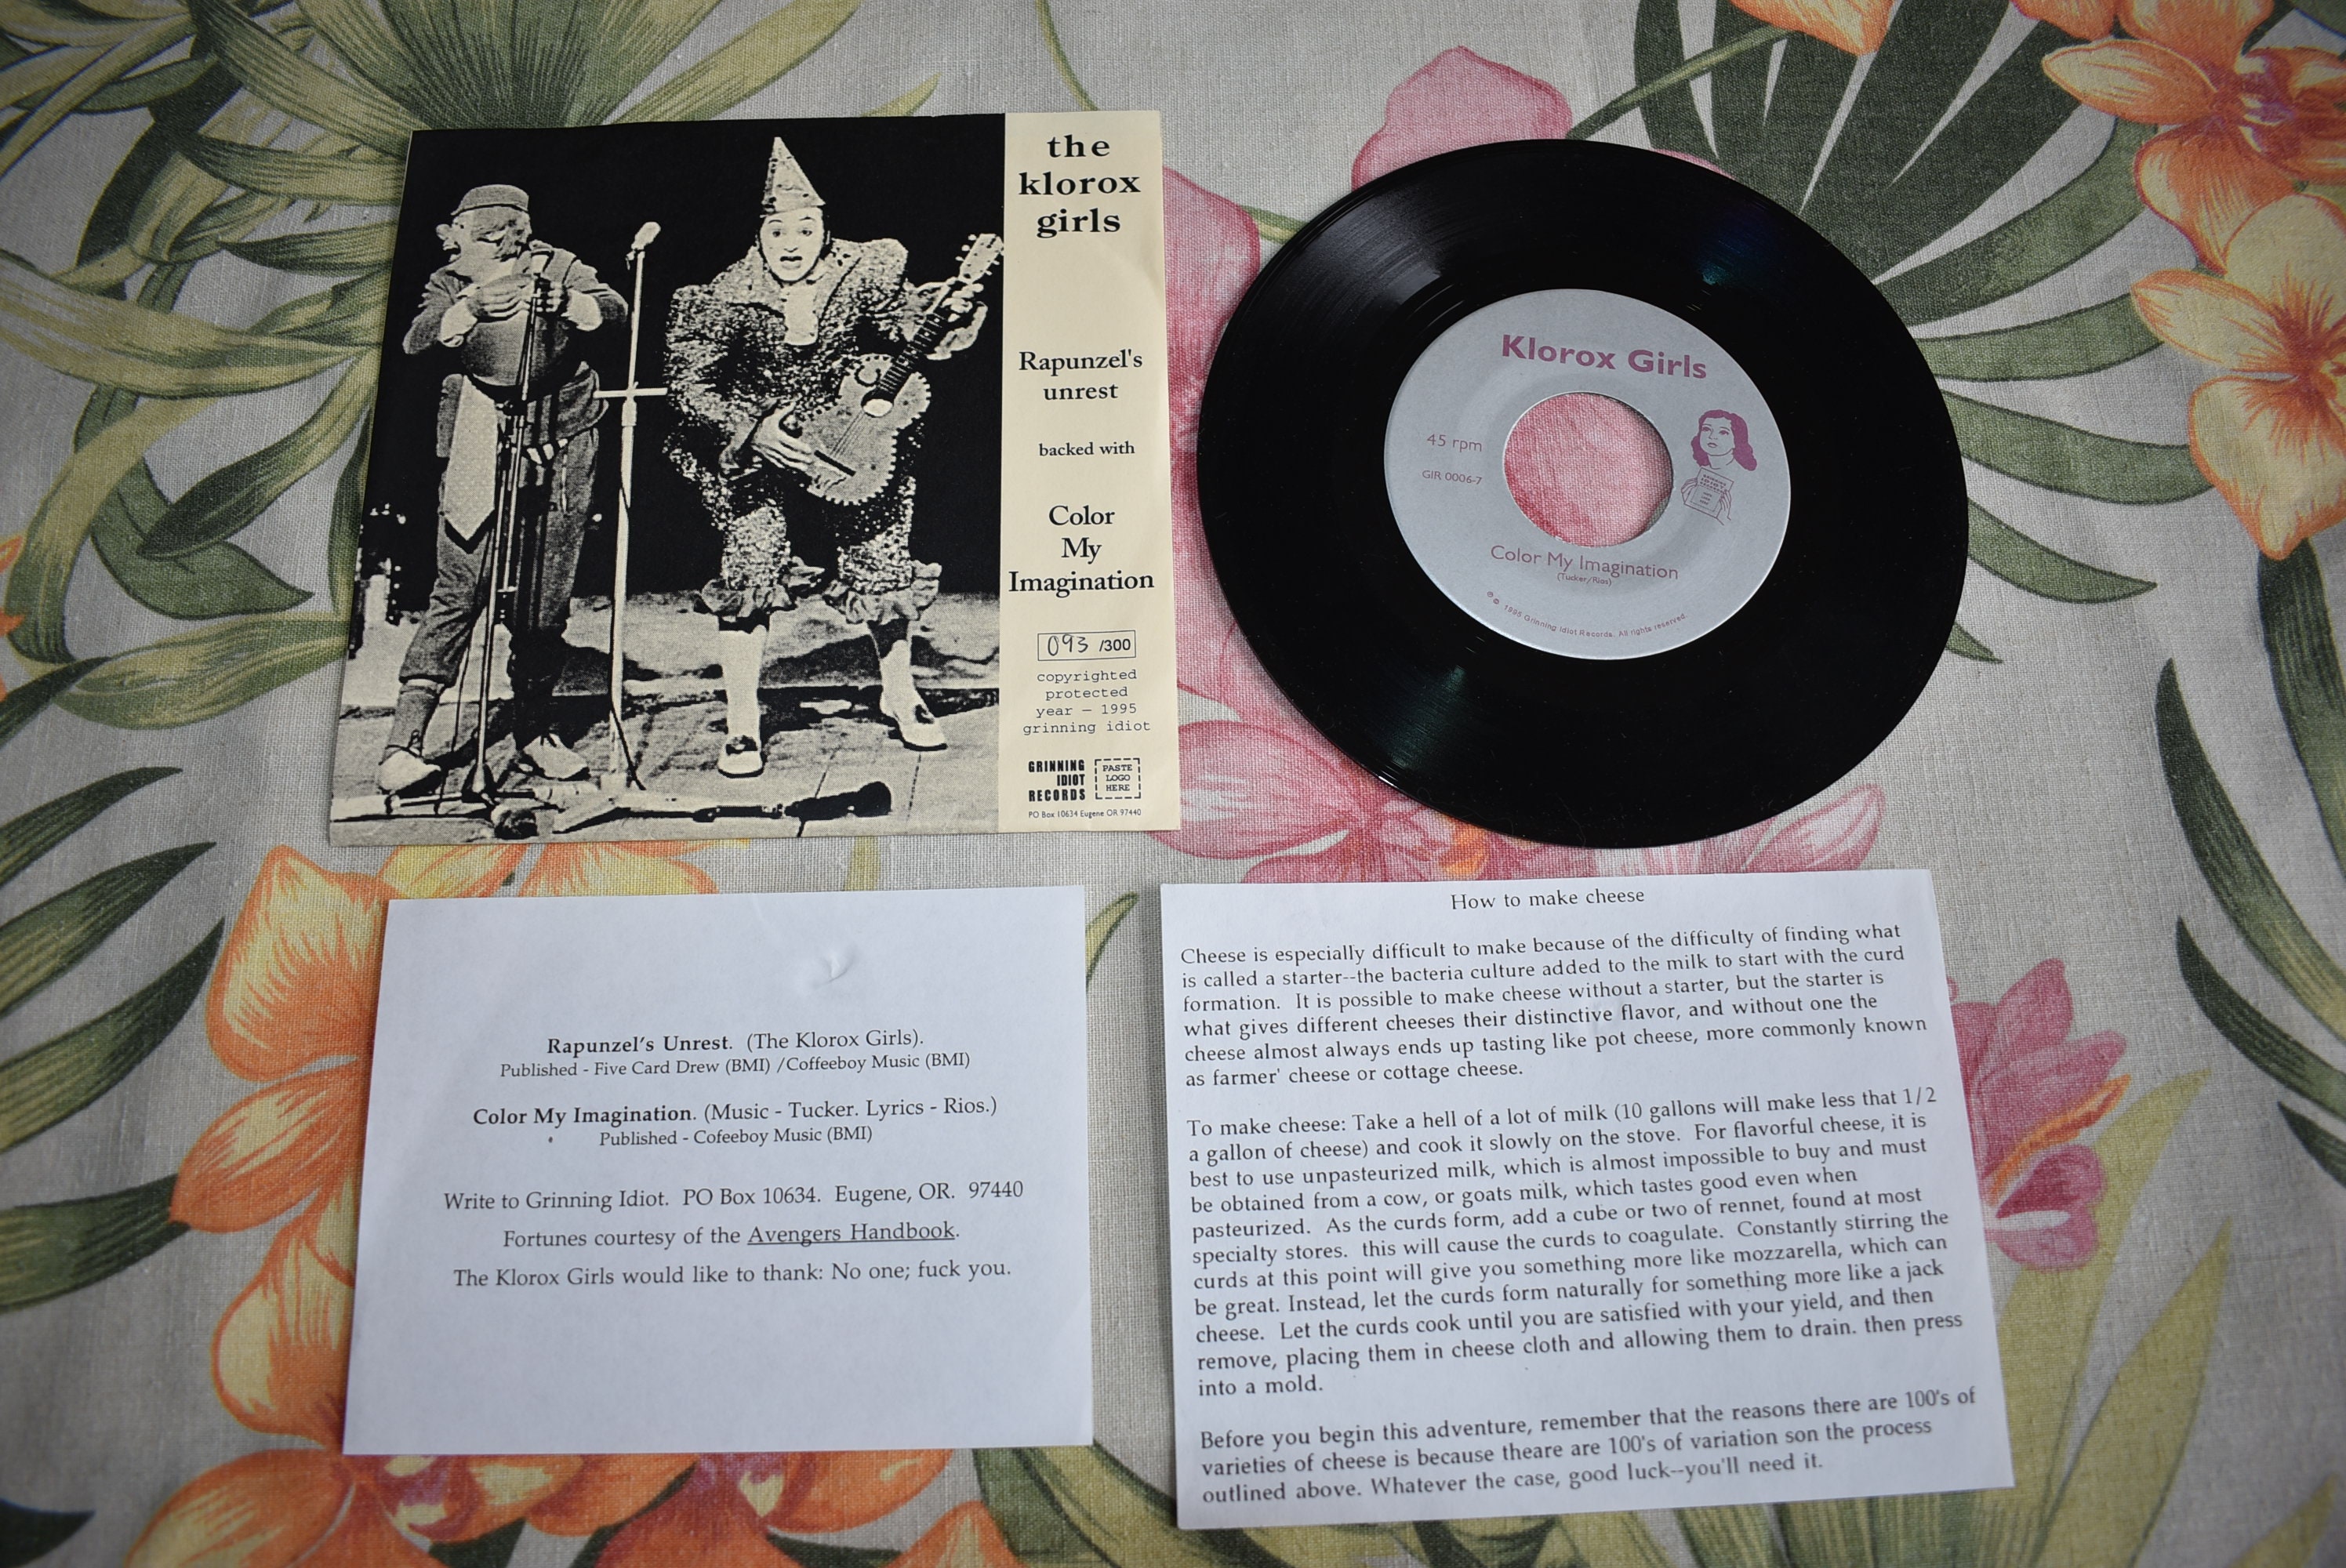 the
klorox
girls
Rapunzel's
unrest
backed with
Color
My
Imagination
093 /300
copyrighted
protected
year — 1995
grinning idiot
GRINNING
IDIOT
RECORDS
PASTE
LOGO
HERE
PO Box 10634 Eugene OR 97440
Klorox Girls
45 rpm
GIR 0006-7
Color My Imagination
(Tucker/Rios)
℗ © 1995 Grinning Idiot Records. All rights reserved.
Rapunzel's Unrest. (The Klorox Girls).
Published - Five Card Drew (BMI) /Coffeeboy Music (BMI)
Color My Imagination. (Music - Tucker. Lyrics - Rios.)
Published - Cofeeboy Music (BMI)
Write to Grinning Idiot. PO Box 10634. Eugene, OR. 97440
Fortunes courtesy of the Avengers Handbook.
The Klorox Girls would like to thank: No one; fuck you.
How to make cheese
Cheese is especially difficult to make because of the difficulty of finding what
is called a starter--the bacteria culture added to the milk to start with the curd
formation. It is possible to make cheese without a starter, but the starter is
what gives different cheeses their distinctive flavor, and without one the
cheese almost always ends up tasting like pot cheese, more commonly known
as farmer' cheese or cottage cheese.
To make cheese: Take a hell of a lot of milk (10 gallons will make less that 1/2
a gallon of cheese) and cook it slowly on the stove. For flavorful cheese, it is
best to use unpasteurized milk, which is almost impossible to buy and must
be obtained from a cow, or goats milk, which tastes good even when
pasteurized. As the curds form, add a cube or two of rennet, found at most
specialty stores. this will cause the curds to coagulate. Constantly stirring the
curds at this point will give you something more like mozzarella, which can
be great. Instead, let the curds form naturally for something more like a jack
cheese. Let the curds cook until you are satisfied with your yield, and then
remove, placing them in cheese cloth and allowing them to drain. then press
into a mold.
Before you begin this adventure, remember that the reasons there are 100's of
varieties of cheese is because theare are 100's of variation son the process
outlined above. Whatever the case, good luck--you'll need it.